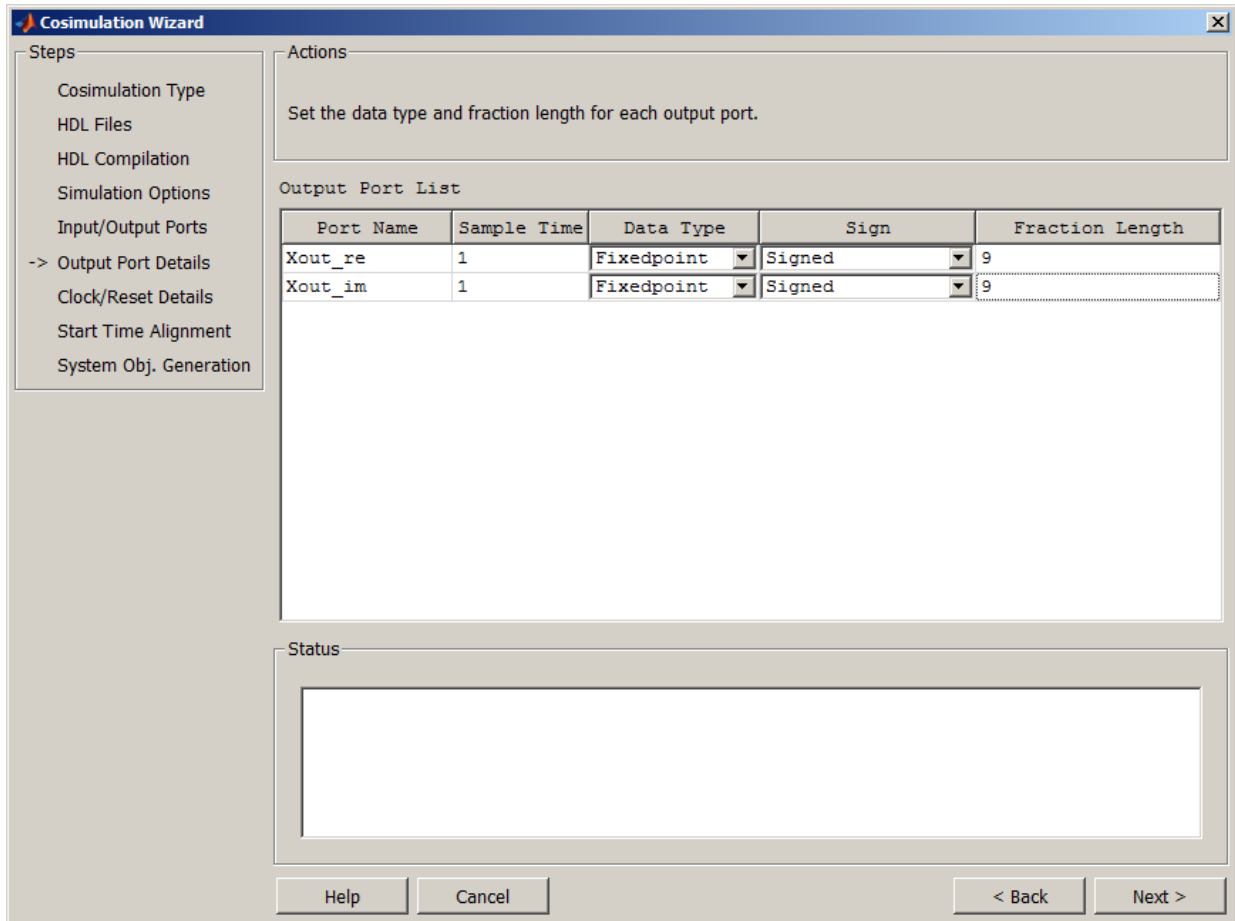 Cosimulation Wizard
Steps
Cosimulation Type
HDL Files
HDL Compilation
Simulation Options
Input/Output Ports
-> Output Port Details
Clock/Reset Details
Start Time Alignment
System Obj. Generation
Actions
Set the data type and fraction length for each output port.
Output Port List
Port Name Sample Time Data Type Sign Fraction Length
Xout_re 1 Fixedpoint Signed 9
Xout_im 1 Fixedpoint Signed 9
Status
Help Cancel < Back Next >